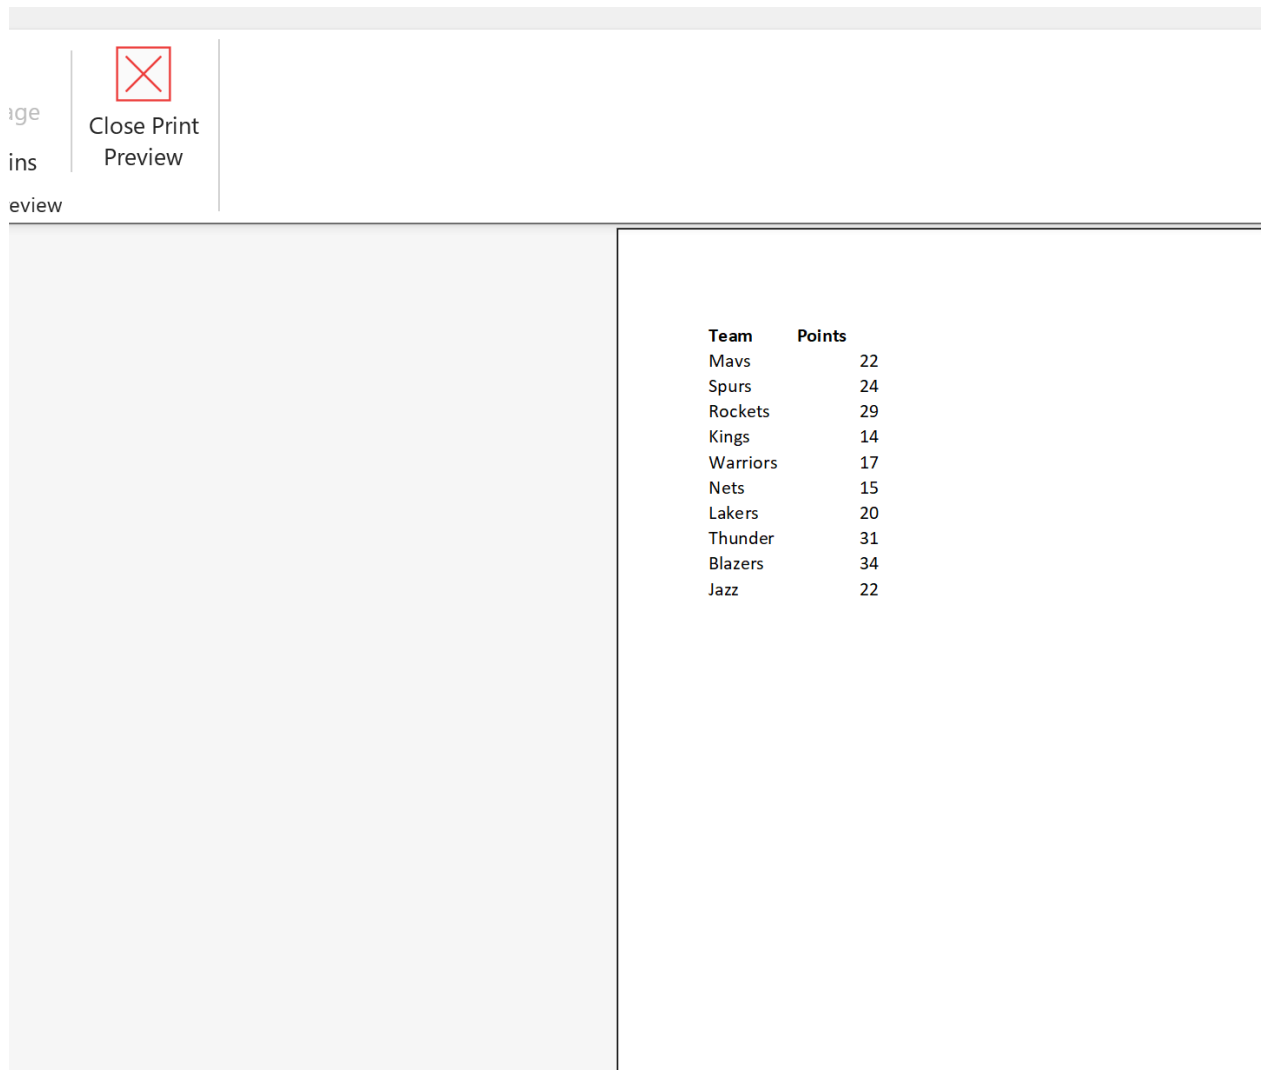 ins
eview
Close Print
Preview
Team Points
Mavs 22
Spurs 24
Rockets 29
Kings 14
Warriors 17
Nets 15
Lakers 20
Thunder 31
Blazers 34
Jazz 22